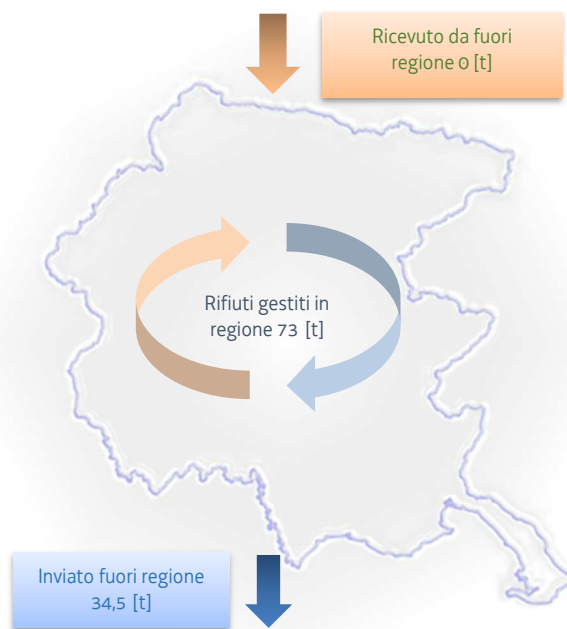 Ricevuto da fuori
regione 0 [t]
Rifiuti gestiti in
regione 73 [t]
Inviato fuori regione
34,5 [t]